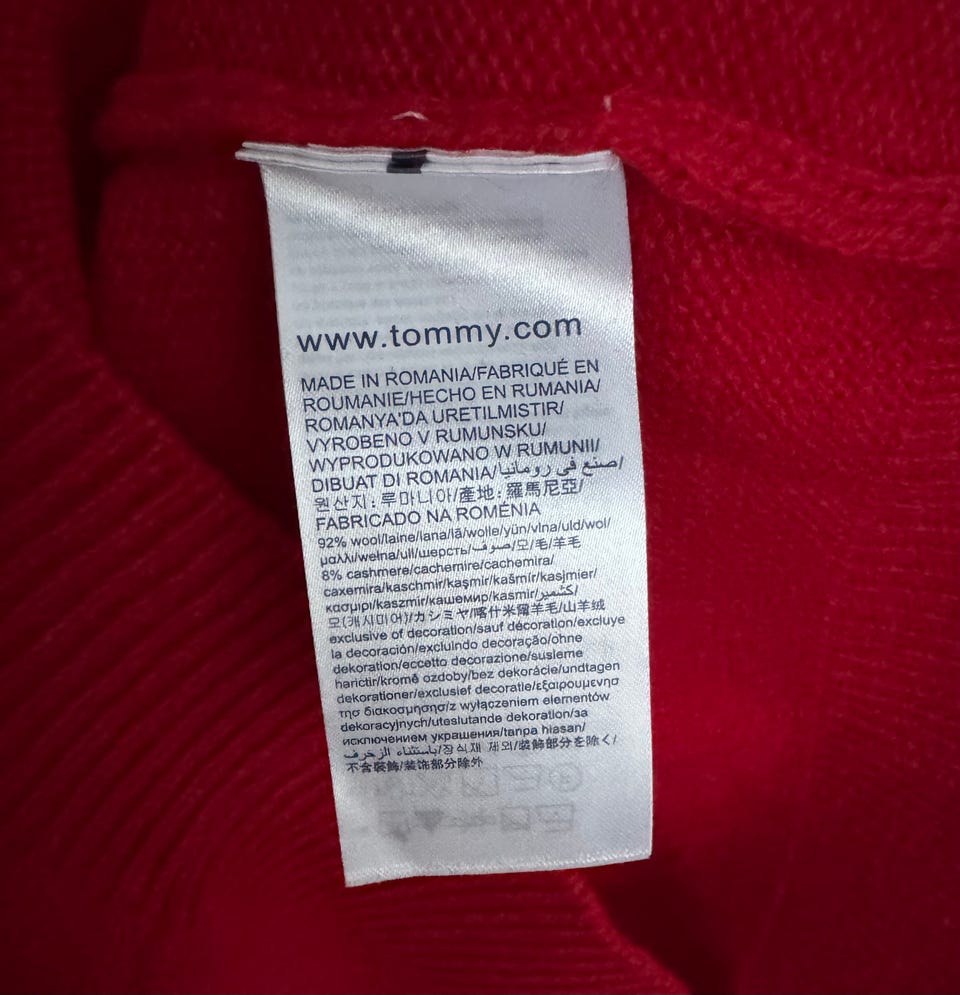 www.tommy.com
MADE IN ROMANIA/FABRIQUÉ EN
ROUMANIE/HECHO EN RUMANIA/
ROMANYA'DA URETILMISTIR/
VYROBENO V RUMUNSKU/
WYPRODUKOWANO W RUMUNII/
DIBUAT DI ROMANIA/صنع في رومانيا/
원산지: 루마니아/產地: 羅馬尼亞/
FABRICADO NA ROMÉNIA
92% wool/laine/lana/lã/wolle/yün/vlna/uld/wol/
μαλλι/wełna/ull/шерсть/صوف/모/毛/羊毛
8% cashmere/cachemire/cachemira/
caxemira/kaschmir/kaşmir/kašmír/kasjmier/
κασμιρι/kaszmir/кашемир/kasmir/كشمير/
모(캐시미어)/カシミヤ/喀什米爾羊毛/山羊绒
exclusive of decoration/sauf décoration/excluye
la decoración/excluindo decoração/ohne
dekoration/eccetto decorazione/susleme
harictir/kromě ozdoby/bez dekorácie/undtagen
dekorationer/exclusief decoratie/εξαιρουμενησ
τησ διακοσμησησ/z wyłączeniem elementów
dekoracyjnych/uteslutande dekoration/за
исключением украшения/tanpa hiasan/
باستثناء الزخرف/장식재 제외/装飾部分を除く/
不含裝飾/装饰部分除外